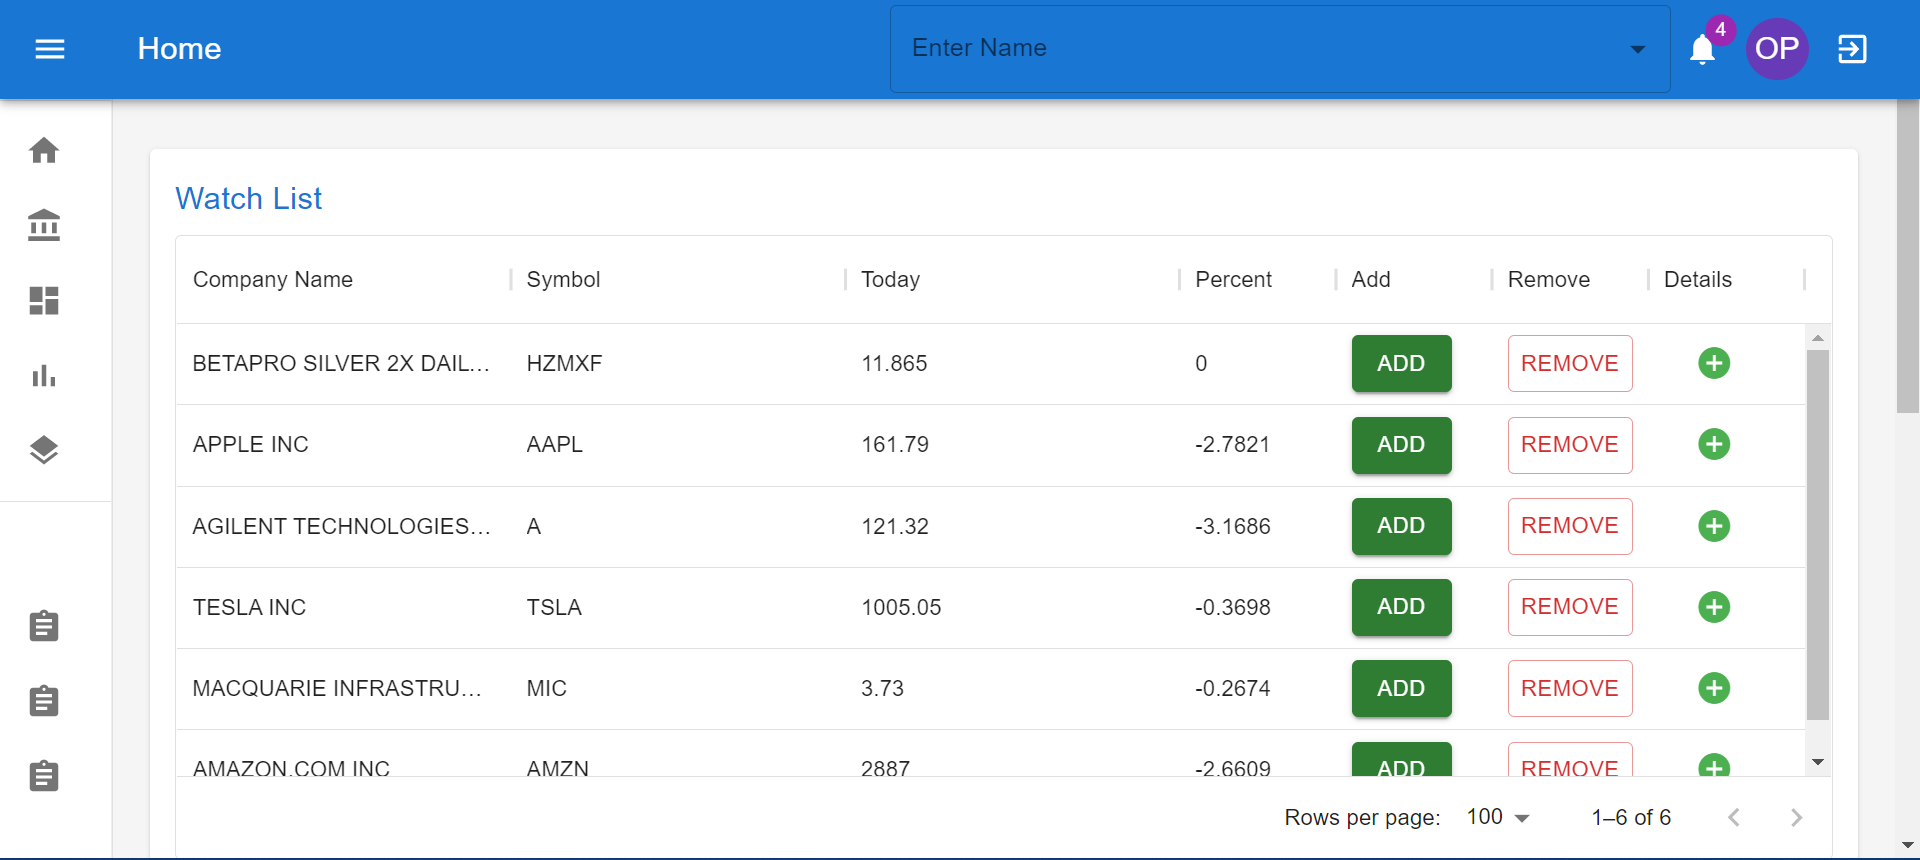 Home Enter Name 4 OP
Watch List
Company Name Symbol Today Percent Add Remove Details
BETAPRO SILVER 2X DAIL... HZMXF 11.865 0 ADD REMOVE
APPLE INC AAPL 161.79 -2.7821 ADD REMOVE
AGILENT TECHNOLOGIES... A 121.32 -3.1686 ADD REMOVE
TESLA INC TSLA 1005.05 -0.3698 ADD REMOVE
MACQUARIE INFRASTRU... MIC 3.73 -0.2674 ADD REMOVE
AMAZON.COM INC AMZN 2887 -2.6609 ADD REMOVE
Rows per page: 100 1–6 of 6